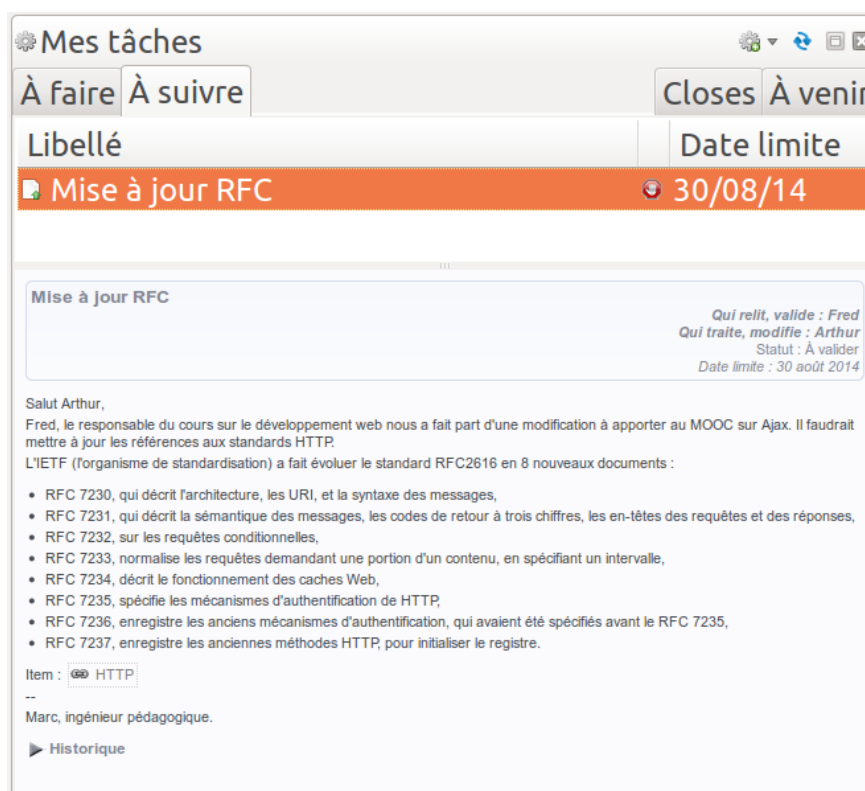 Mes tâches
À faire À suivre Closes À venir
Libellé Date limite
Mise à jour RFC 30/08/14
Mise à jour RFC
Qui relit, valide : Fred
Qui traite, modifie : Arthur
Statut : À valider
Date limite : 30 août 2014
Salut Arthur,
Fred, le responsable du cours sur le développement web nous a fait part d'une modification à apporter au MOOC sur Ajax. Il faudrait
mettre à jour les références aux standards HTTP.
L'IETF (l'organisme de standardisation) a fait évoluer le standard RFC2616 en 8 nouveaux documents :
• RFC 7230, qui décrit l'architecture, les URI, et la syntaxe des messages,
• RFC 7231, qui décrit la sémantique des messages, les codes de retour à trois chiffres, les en-têtes des requêtes et des réponses,
• RFC 7232, sur les requêtes conditionnelles,
• RFC 7233, normalise les requêtes demandant une portion d'un contenu, en spécifiant un intervalle,
• RFC 7234, décrit le fonctionnement des caches Web,
• RFC 7235, spécifie les mécanismes d'authentification de HTTP,
• RFC 7236, enregistre les anciens mécanismes d'authentification, qui avaient été spécifiés avant le RFC 7235,
• RFC 7237, enregistre les anciennes méthodes HTTP, pour initialiser le registre.
Item : HTTP
--
Marc, ingénieur pédagogique.
Historique